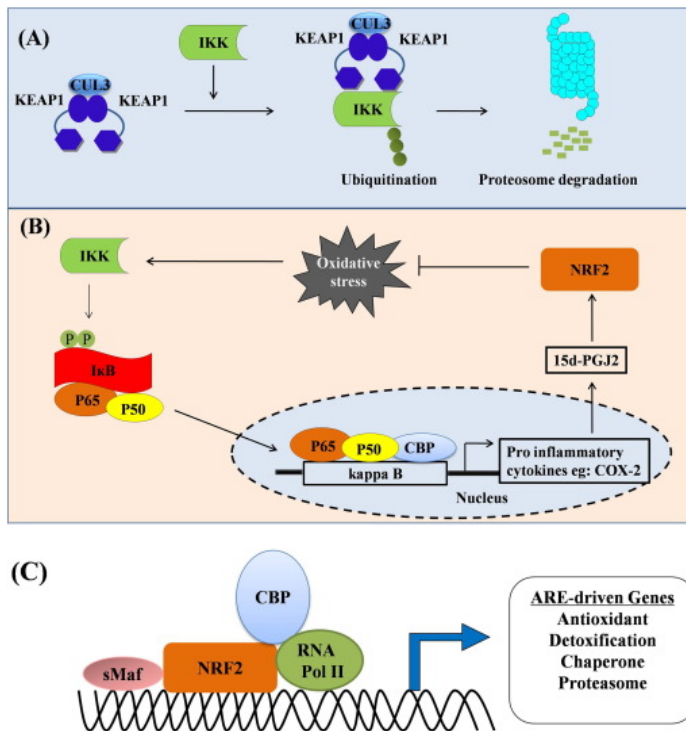 (A)
IKK
CUL3
KEAP1 KEAP1
CUL3
KEAP1 KEAP1
IKK
Ubiquitination
Proteosome degradation
(B)
IKK
Oxidative
stress
NRF2
P P
IκB
P65
P50
15d-PGJ2
P65 P50 CBP
kappa B
Pro inflammatory
cytokines eg: COX-2
Nucleus
(C)
CBP
sMaf
NRF2
RNA
Pol II
ARE-driven Genes
Antioxidant
Detoxification
Chaperone
Proteasome